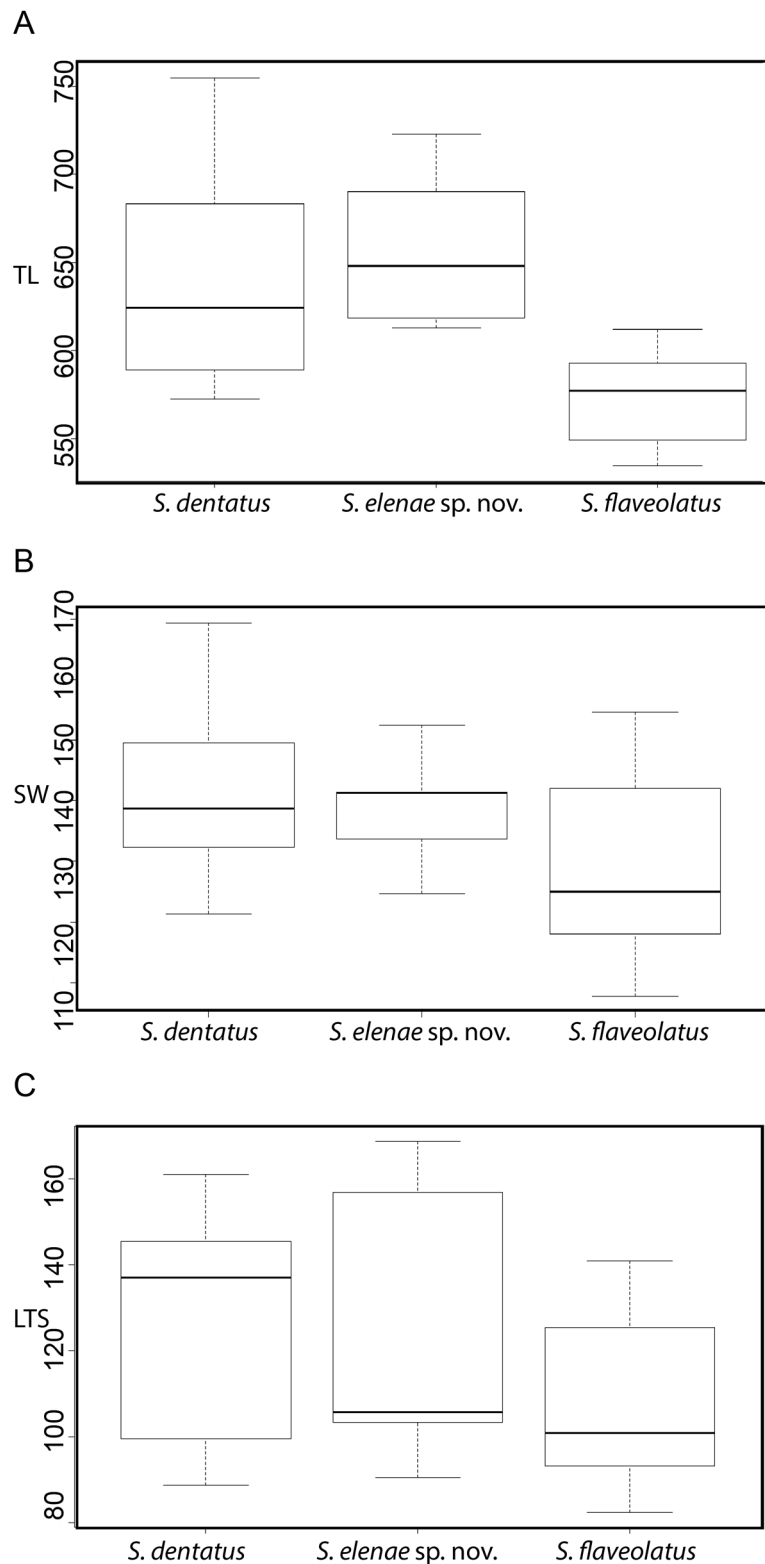 A
750
700
650
TL
600
550
S. dentatus S. elenae sp. nov. S. flaveolatus
B
170
160
150
SW
140
130
120
110
S. dentatus S. elenae sp. nov. S. flaveolatus
C
160
140
LTS
120
100
80
S. dentatus S. elenae sp. nov. S. flaveolatus